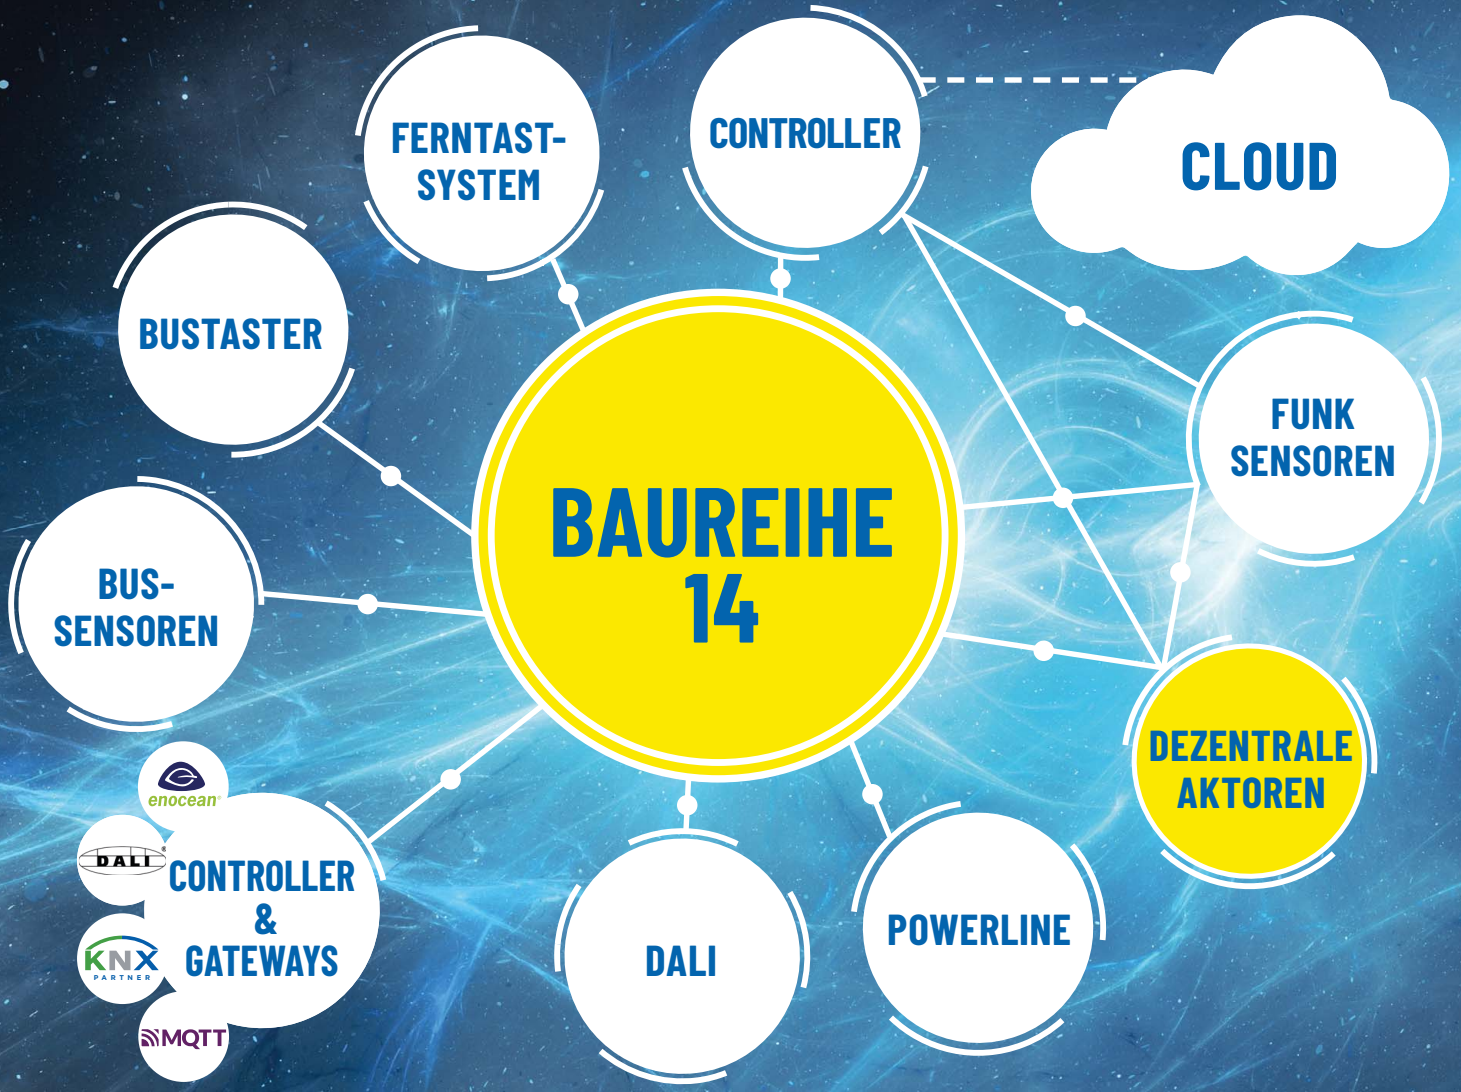 FERNTAST-
SYSTEM
CONTROLLER
CLOUD
BUSTASTER
FUNK
SENSOREN
BAUREIHE
14
BUS-
SENSOREN
DEZENTRALE
AKTOREN
enocean®
DALI
CONTROLLER
&
GATEWAYS
KNX
PARTNER
MQTT
DALI
POWERLINE